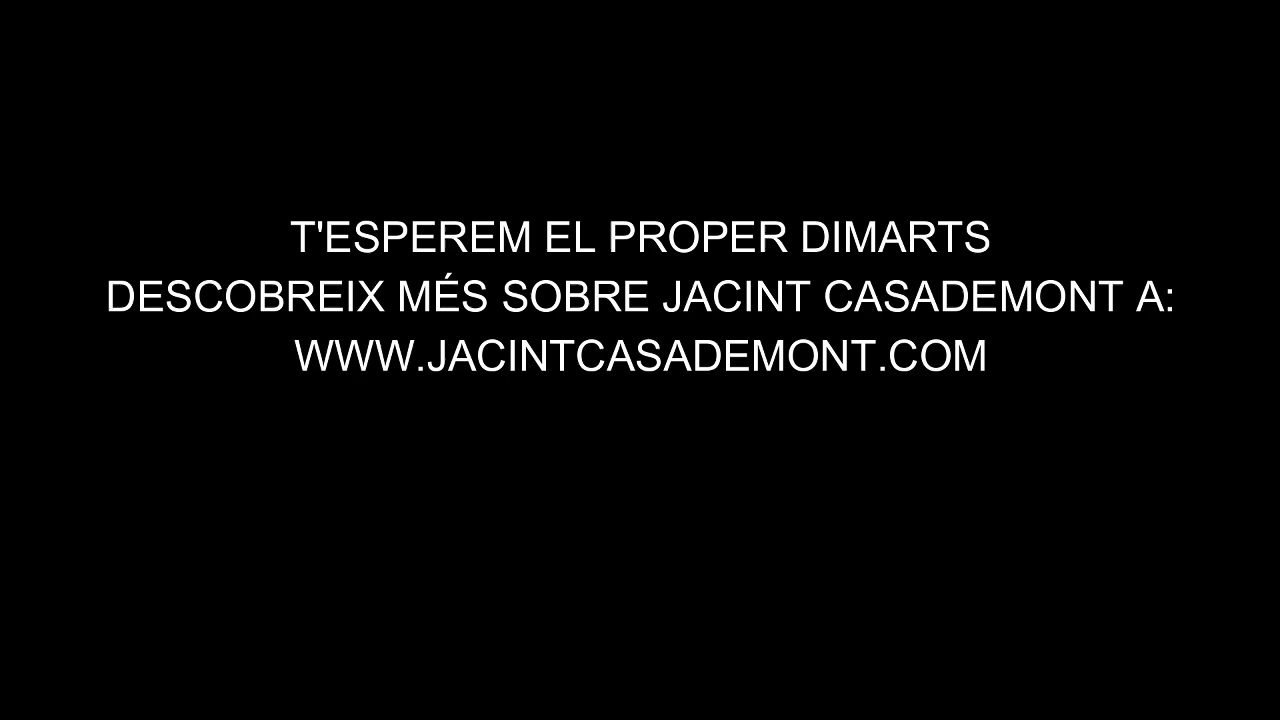 T'ESPEREM EL PROPER DIMARTS
DESCOBREIX MÉS SOBRE JACINT CASADEMONT A:
WWW.JACINTCASADEMONT.COM